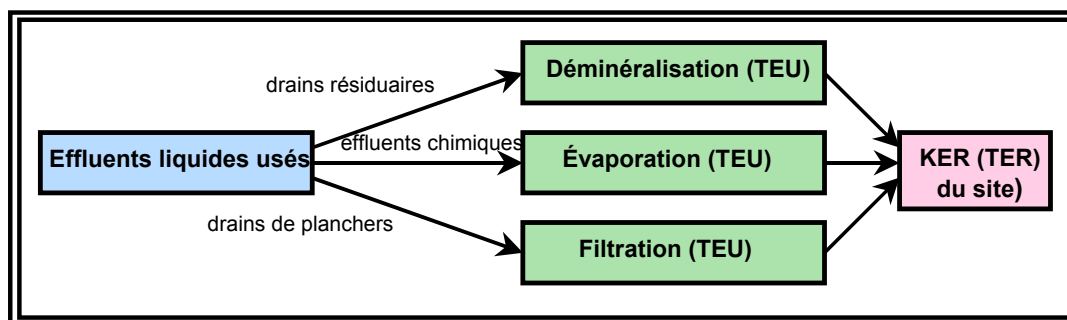 Déminéralisation (TEU)
drains résiduaires
effluents chimiques
Effluents liquides usés
Évaporation (TEU)
KER (TER)
du site)
drains de planchers
Filtration (TEU)